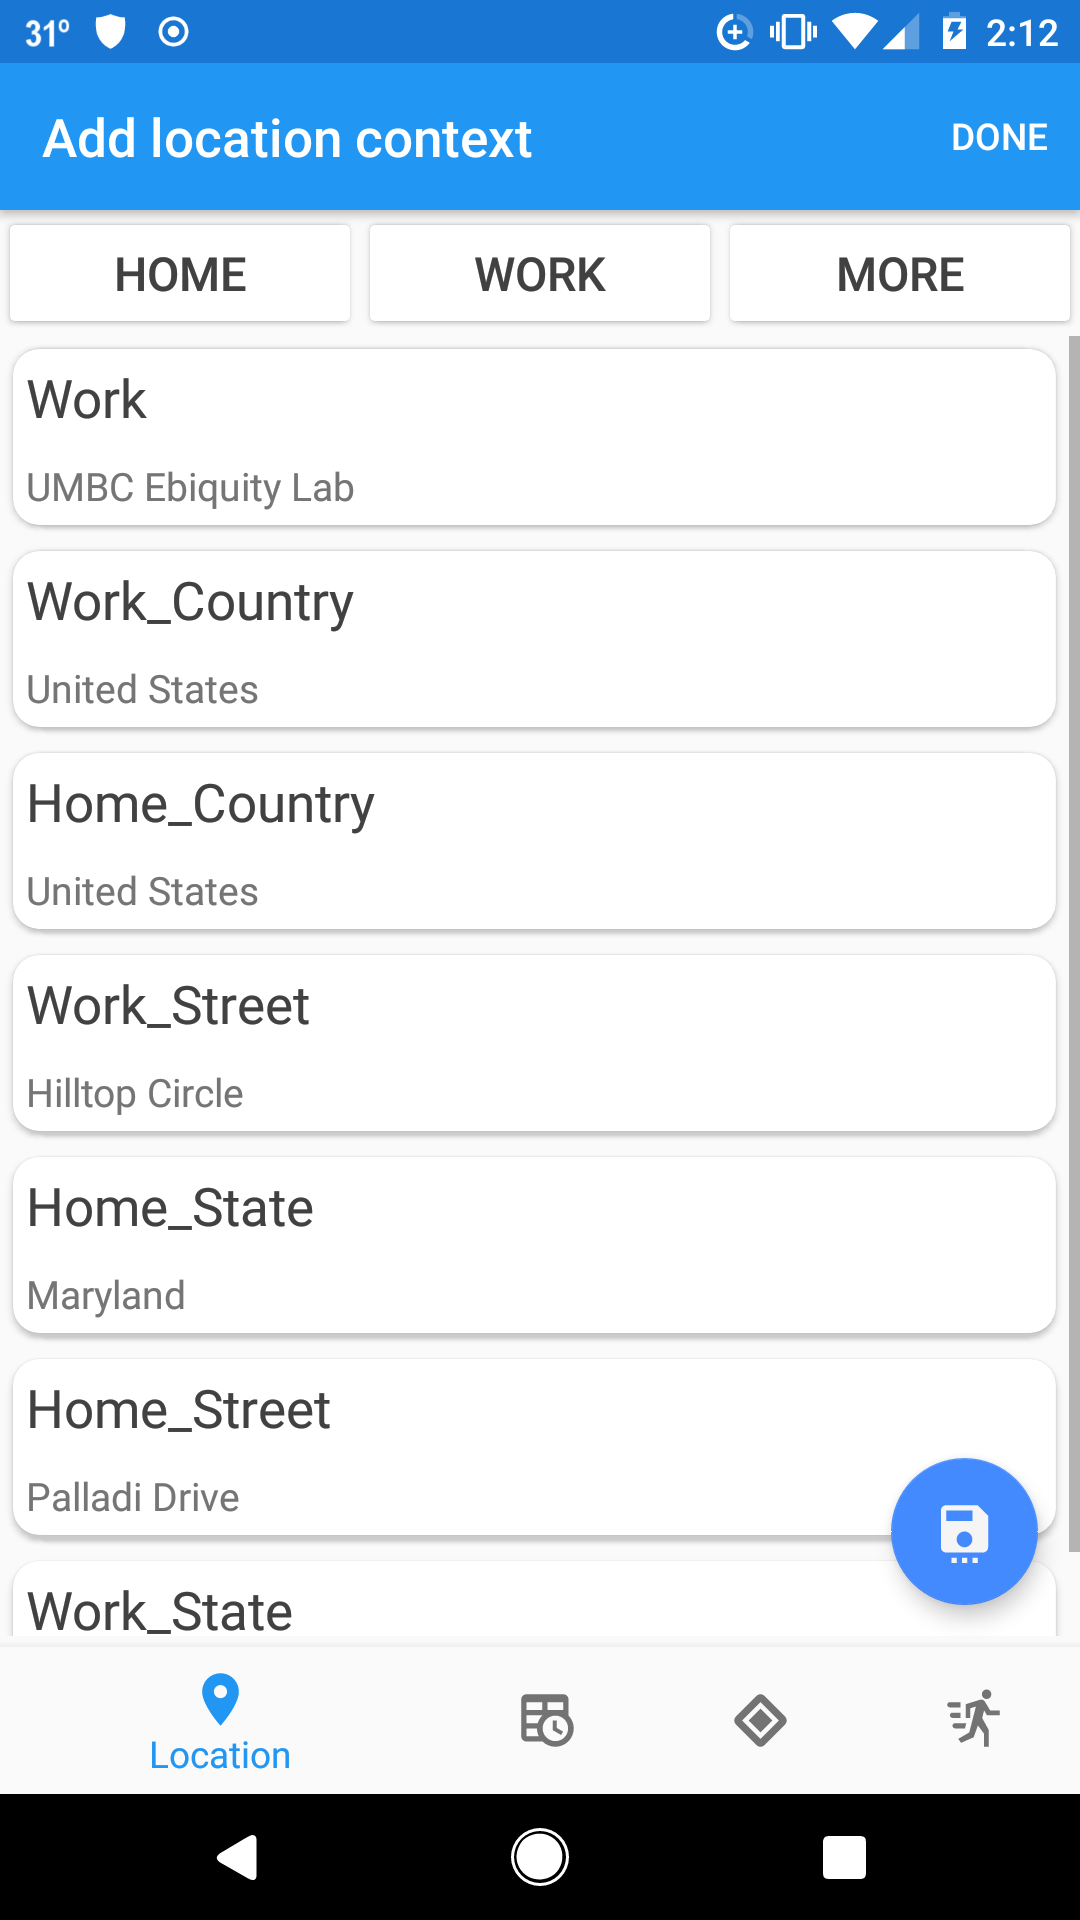 31° 2:12
Add location context DONE
HOME WORK MORE
Work
UMBC Ebiquity Lab
Work_Country
United States
Home_Country
United States
Work_Street
Hilltop Circle
Home_State
Maryland
Home_Street
Palladi Drive
Work_State
Location